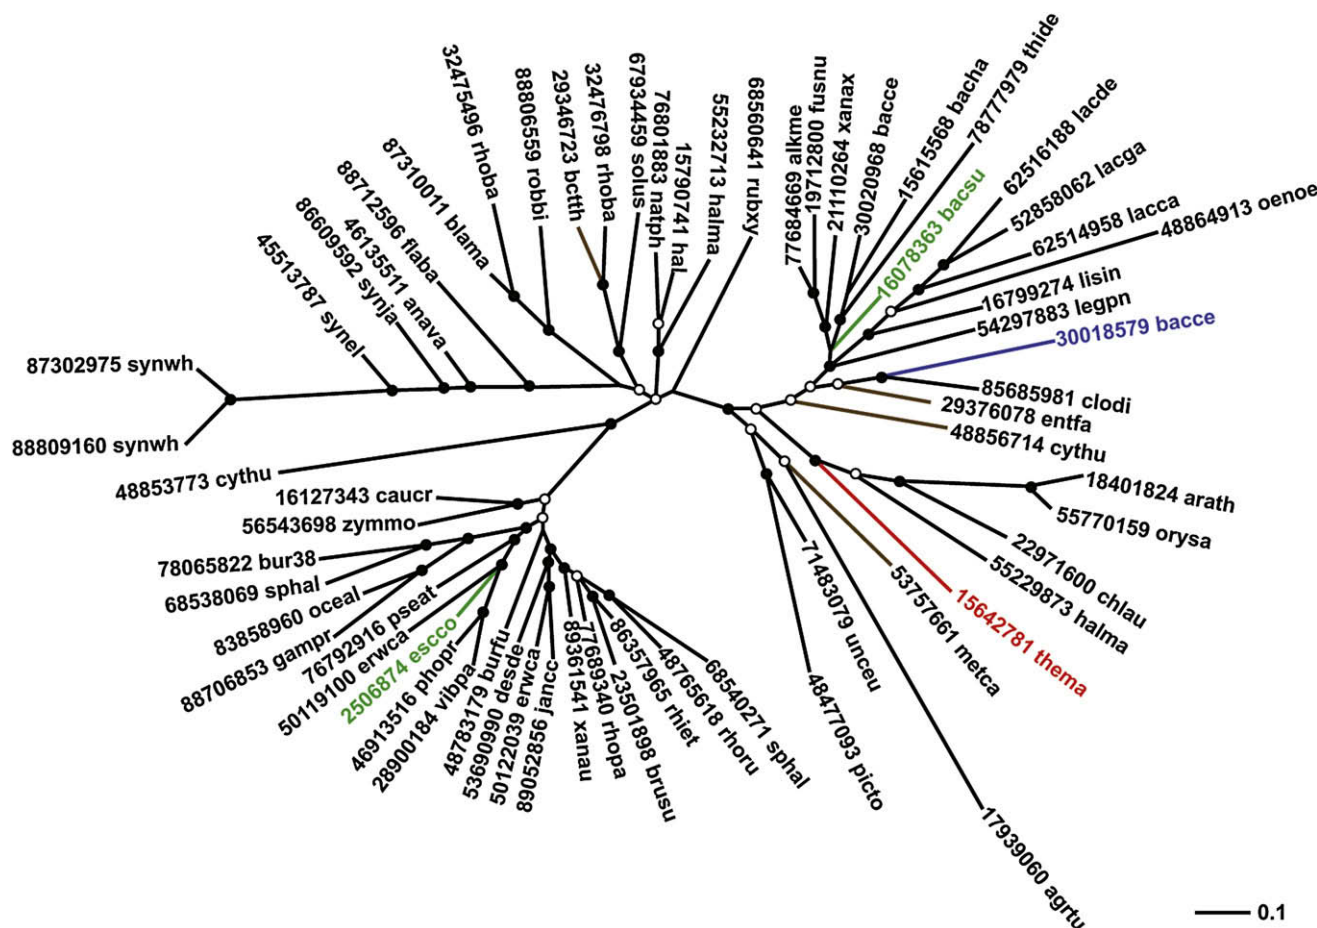 32475496 rhoba
88806559 robbi
29346723 bctth
32476798 rhoba
67934459 solus
76801883 natph
15790741 hal
55232713 halma
68560641 rubxy
77684669 alkme
19712800 fusnu
21110264 xanax
30020968 bacce
15615568 bacha
78777979 thide
16078363 bacsu
62516188 lacde
52858062 lacga
62514958 lacca
48864913 oenoe
16799274 lisin
54297883 legpn
30018579 bacce
85685981 clodi
29376078 entfa
48856714 cythu
18401824 arath
55770159 orysa
22971600 chlau
55229873 halma
15642781 thema
53757661 metca
17939060 agrtu
71483079 unceu
48477093 picto
87310011 blama
88712596 flaba
46135511 anava
86609592 synja
45513787 synel
87302975 synwh
88809160 synwh
48853773 cythu
16127343 caucr
56543698 zymmo
78065822 bur38
68538069 sphal
83858960 oceal
88706853 gampr
76792916 pseat
50119100 erwca
2506874 escco
46913516 phopr
28900184 vibpa
48783179 burfu
53690990 desde
50122039 erwca
89052856 jancc
89361541 xanau
77689340 rhopa
23501898 brusu
86357965 rhiet
48765618 rhoru
68540271 sphal
0.1